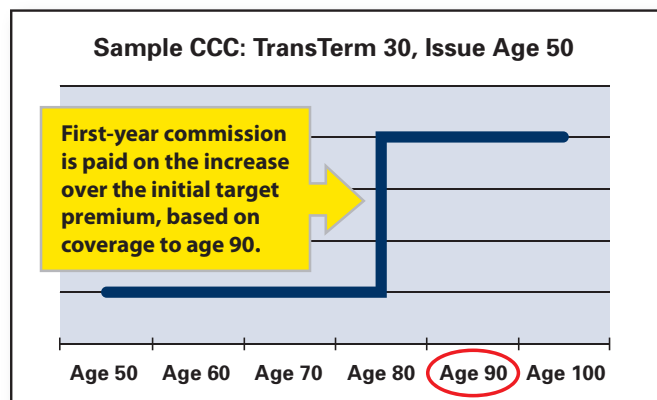 Sample CCC: TransTerm 30, Issue Age 50
First-year commission
is paid on the increase
over the initial target
premium, based on
coverage to age 90.
Age 50 Age 60 Age 70 Age 80 Age 90 Age 100